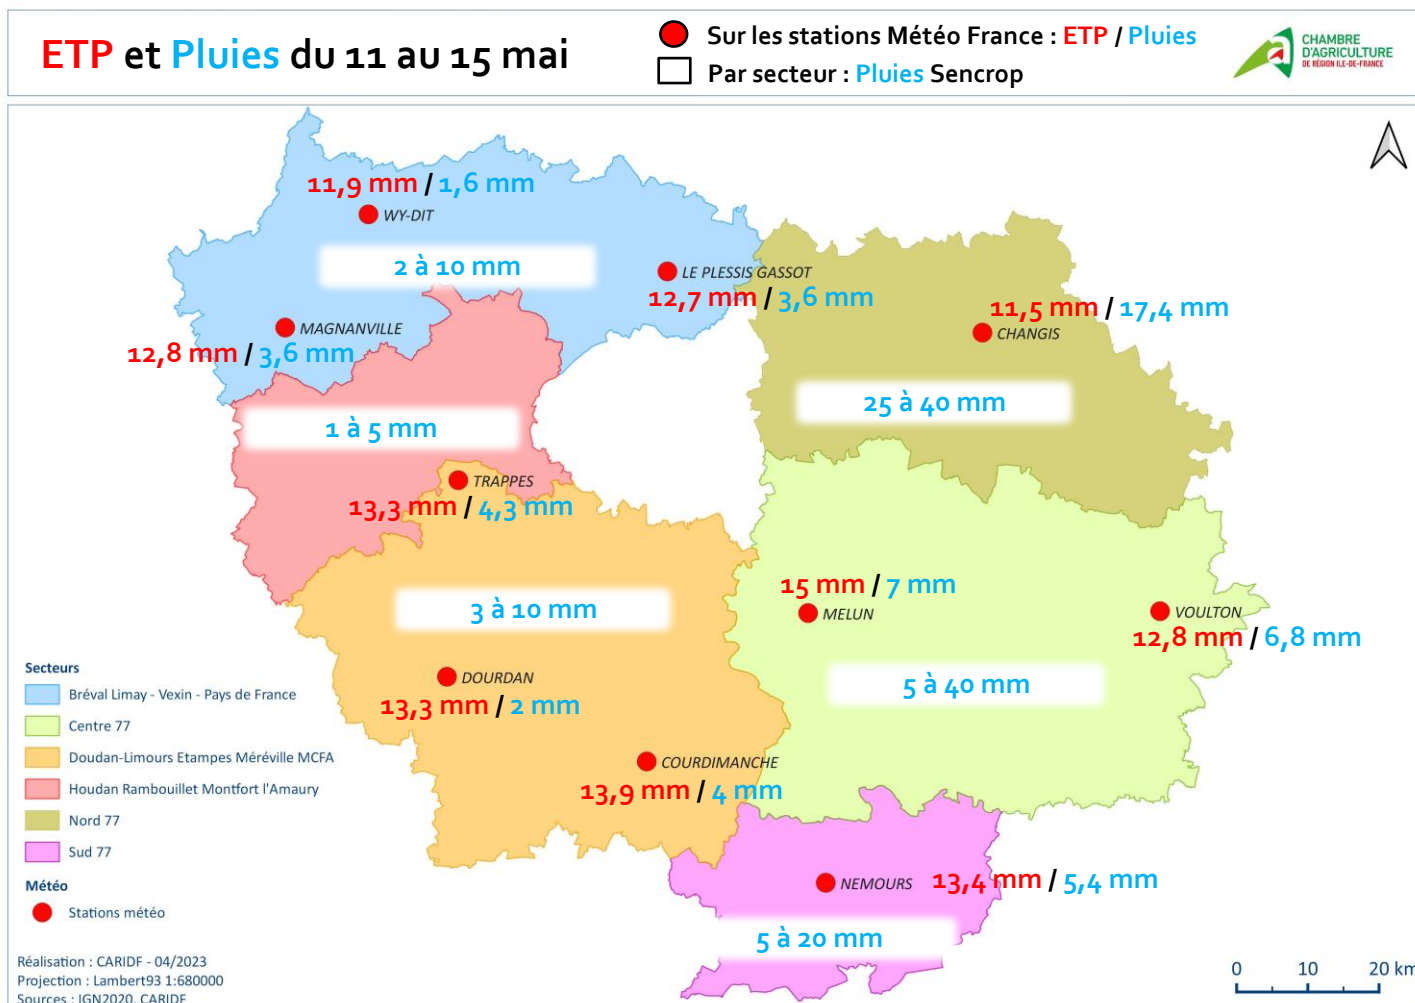 ETP et Pluies du 11 au 15 mai
Sur les stations Météo France : ETP / Pluies
Par secteur : Pluies Sencrop
CHAMBRE
D'AGRICULTURE
DE RÉGION ILE-DE-FRANCE
11,9 mm / 1,6 mm
WY-DIT
2 à 10 mm
LE PLESSIS GASSOT
12,7 mm / 3,6 mm
MAGNANVILLE
12,8 mm / 3,6 mm
11,5 mm / 17,4 mm
CHANGIS
25 à 40 mm
1 à 5 mm
TRAPPES
13,3 mm / 4,3 mm
3 à 10 mm
15 mm / 7 mm
MELUN
VOULTON
12,8 mm / 6,8 mm
5 à 40 mm
DOURDAN
13,3 mm / 2 mm
COURDIMANCHE
13,9 mm / 4 mm
NEMOURS
13,4 mm / 5,4 mm
5 à 20 mm
Secteurs
Bréval Limay - Vexin - Pays de France
Centre 77
Doudan-Limours Etampes Méréville MCFA
Houdan Rambouillet Montfort l'Amaury
Nord 77
Sud 77
Météo
Stations météo
Réalisation : CARIDF - 04/2023
Projection : Lambert93 1:680000
Sources : IGN2020, CARIDF
0 10 20 km